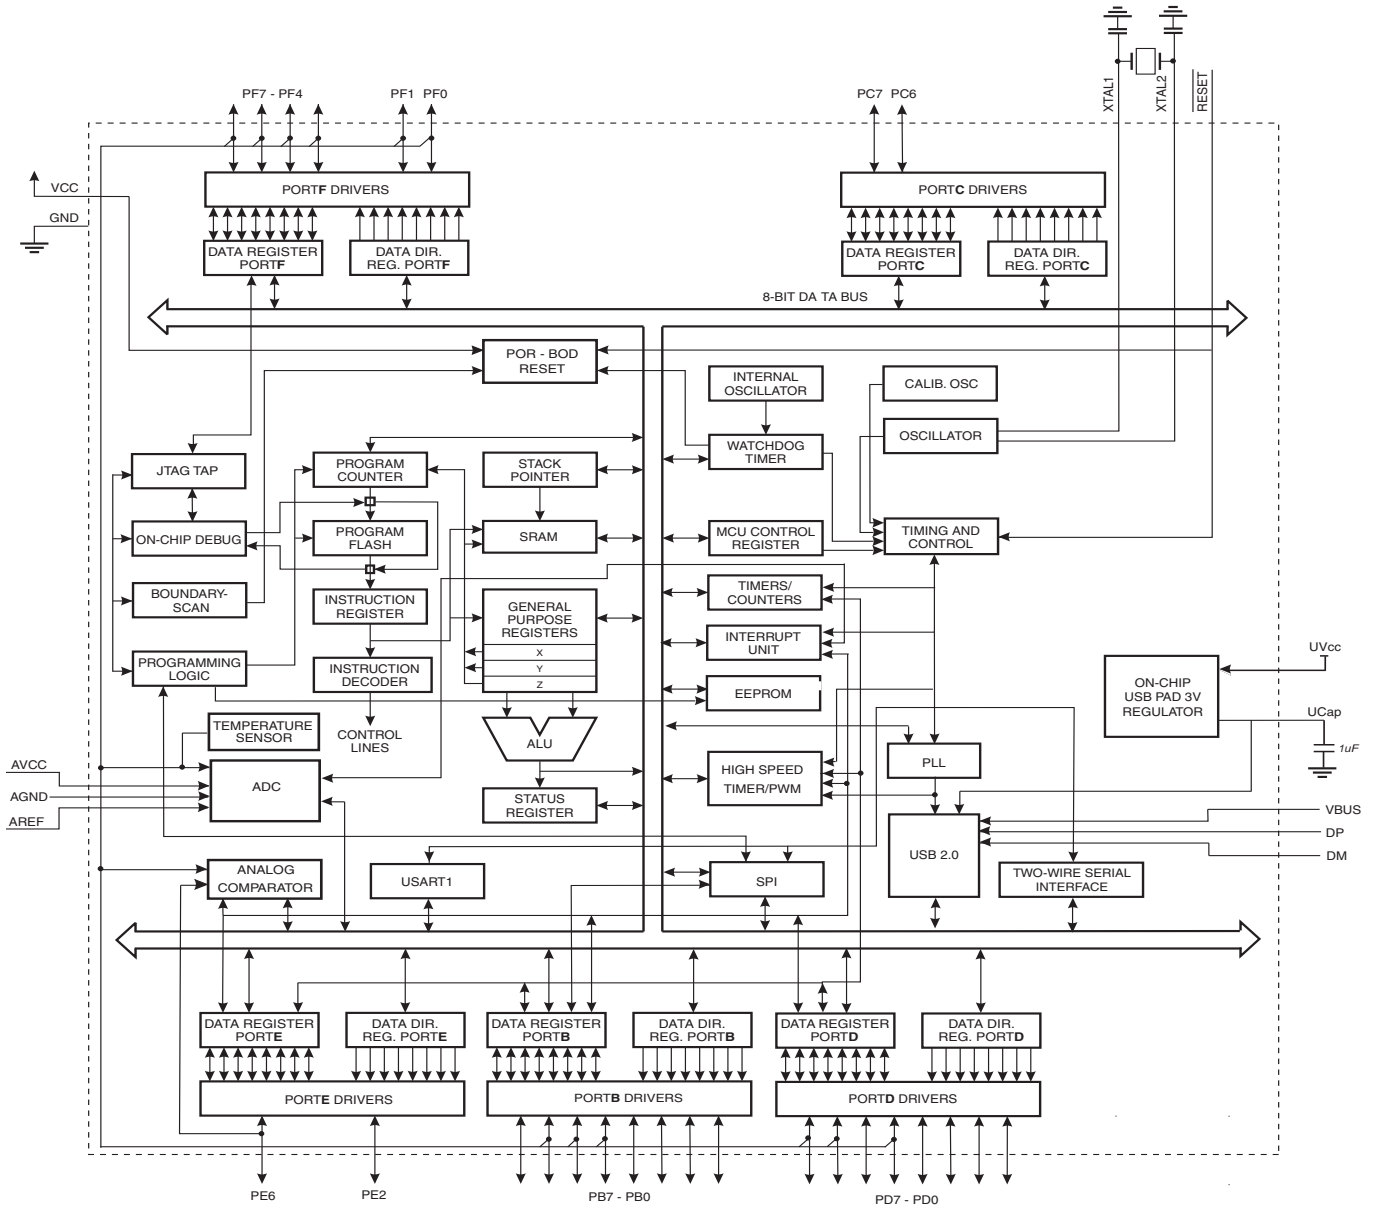 XTAL1
XTAL2
RESET
PF7 - PF4
PF1
PF0
PC7
PC6
VCC
GND
PORTF DRIVERS
PORTC DRIVERS
DATA REGISTER
PORTF
DATA DIR.
REG. PORTF
DATA REGISTER
PORTC
DATA DIR.
REG. PORTC
8-BIT DA TA BUS
POR - BOD
RESET
INTERNAL
OSCILLATOR
CALIB. OSC
WATCHDOG
TIMER
OSCILLATOR
JTAG TAP
PROGRAM
COUNTER
STACK
POINTER
ON-CHIP DEBUG
PROGRAM
FLASH
SRAM
MCU CONTROL
REGISTER
TIMING AND
CONTROL
BOUNDARY-
SCAN
INSTRUCTION
REGISTER
GENERAL
PURPOSE
REGISTERS
X
Y
Z
TIMERS/
COUNTERS
INTERRUPT
UNIT
PROGRAMMING
LOGIC
INSTRUCTION
DECODER
EEPROM
ON-CHIP
USB PAD 3V
REGULATOR
UVcc
UCap
1uF
TEMPERATURE
SENSOR
CONTROL
LINES
ALU
PLL
AVCC
AGND
AREF
ADC
STATUS
REGISTER
HIGH SPEED
TIMER/PWM
VBUS
DP
DM
ANALOG
COMPARATOR
USART1
SPI
USB 2.0
TWO-WIRE SERIAL
INTERFACE
DATA REGISTER
PORTE
DATA DIR.
REG. PORTE
DATA REGISTER
PORTB
DATA DIR.
REG. PORTB
DATA REGISTER
PORTD
DATA DIR.
REG. PORTD
PORTE DRIVERS
PORTB DRIVERS
PORTD DRIVERS
PE6
PE2
PB7 - PB0
PD7 - PD0